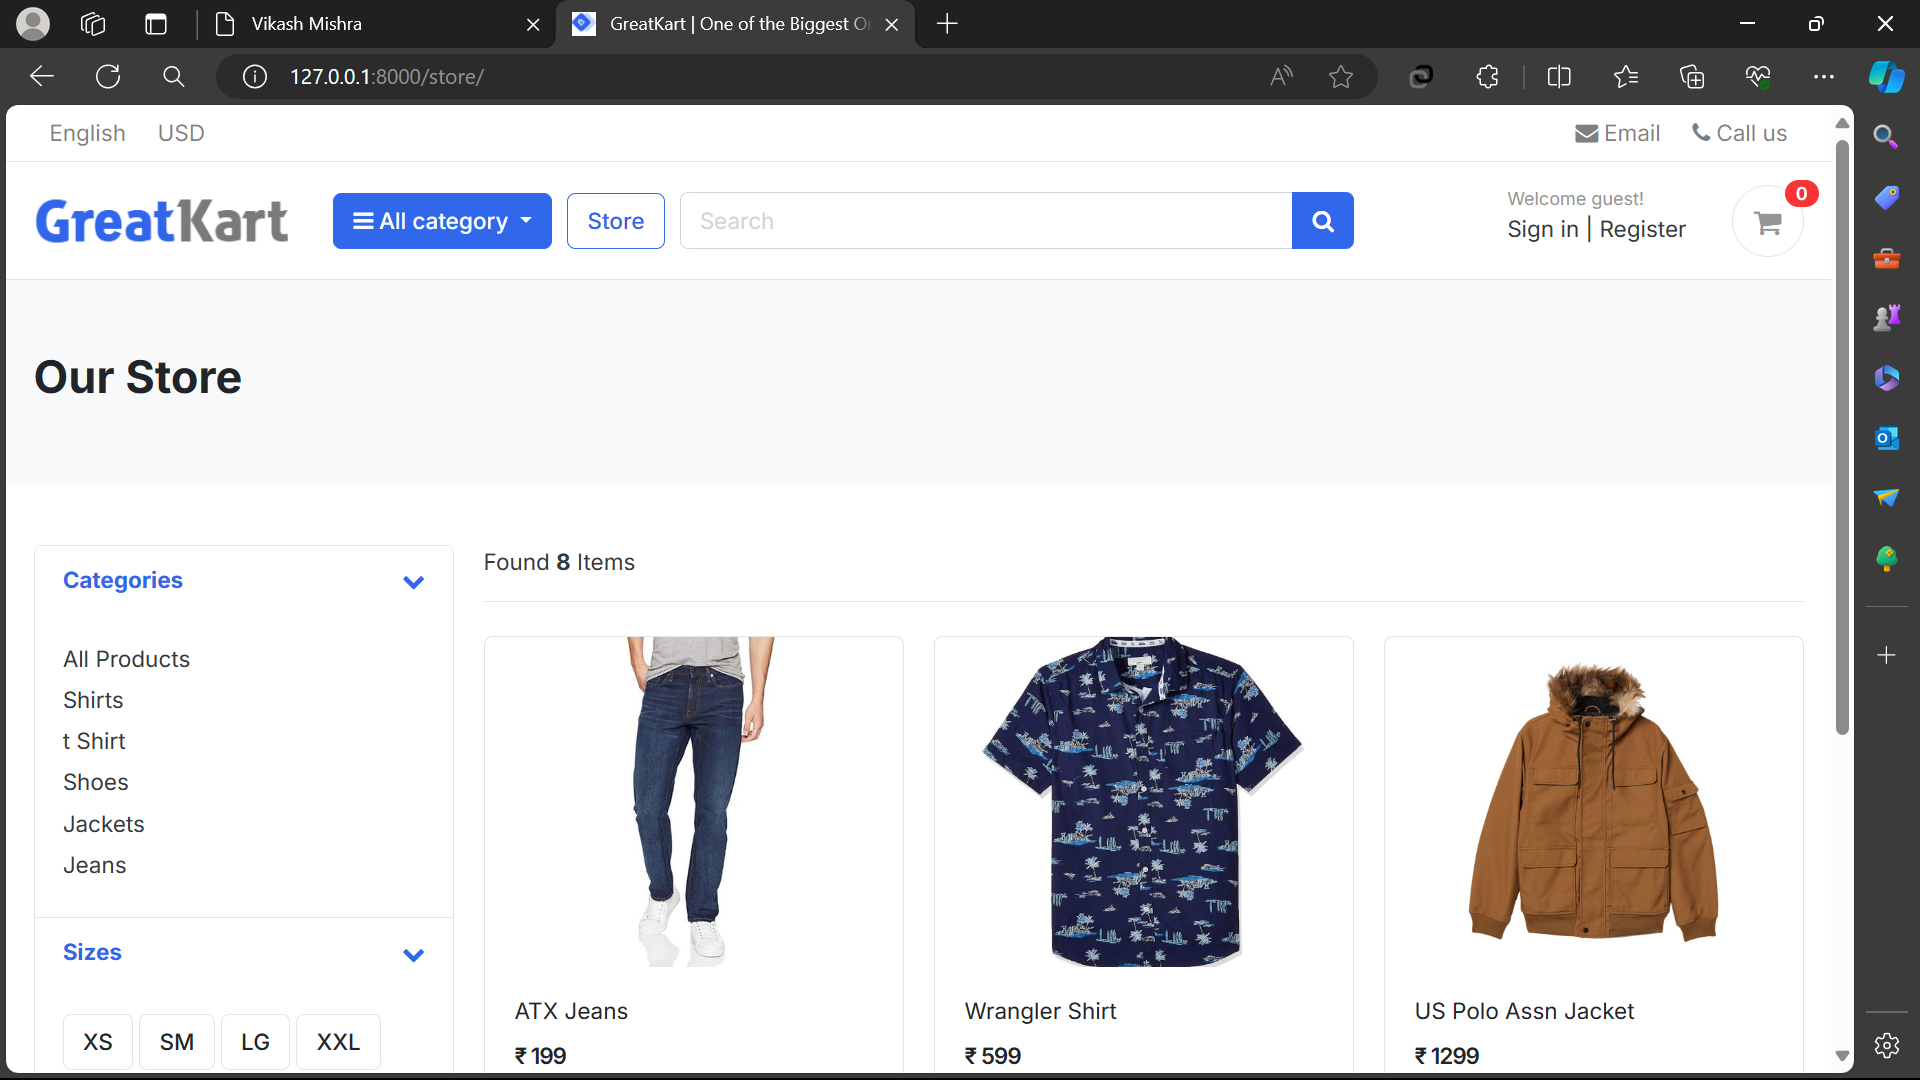 Vikash Mishra
GreatKart | One of the Biggest O
127.0.0.1:8000/store/
English USD
Email Call us
GreatKart
All category
Store
Search
Welcome guest!
Sign in | Register
0
Our Store
Categories
All Products
Shirts
t Shirt
Shoes
Jackets
Jeans
Sizes
XS SM LG XXL
Found 8 Items
ATX Jeans
₹ 199
Wrangler Shirt
₹ 599
US Polo Assn Jacket
₹ 1299